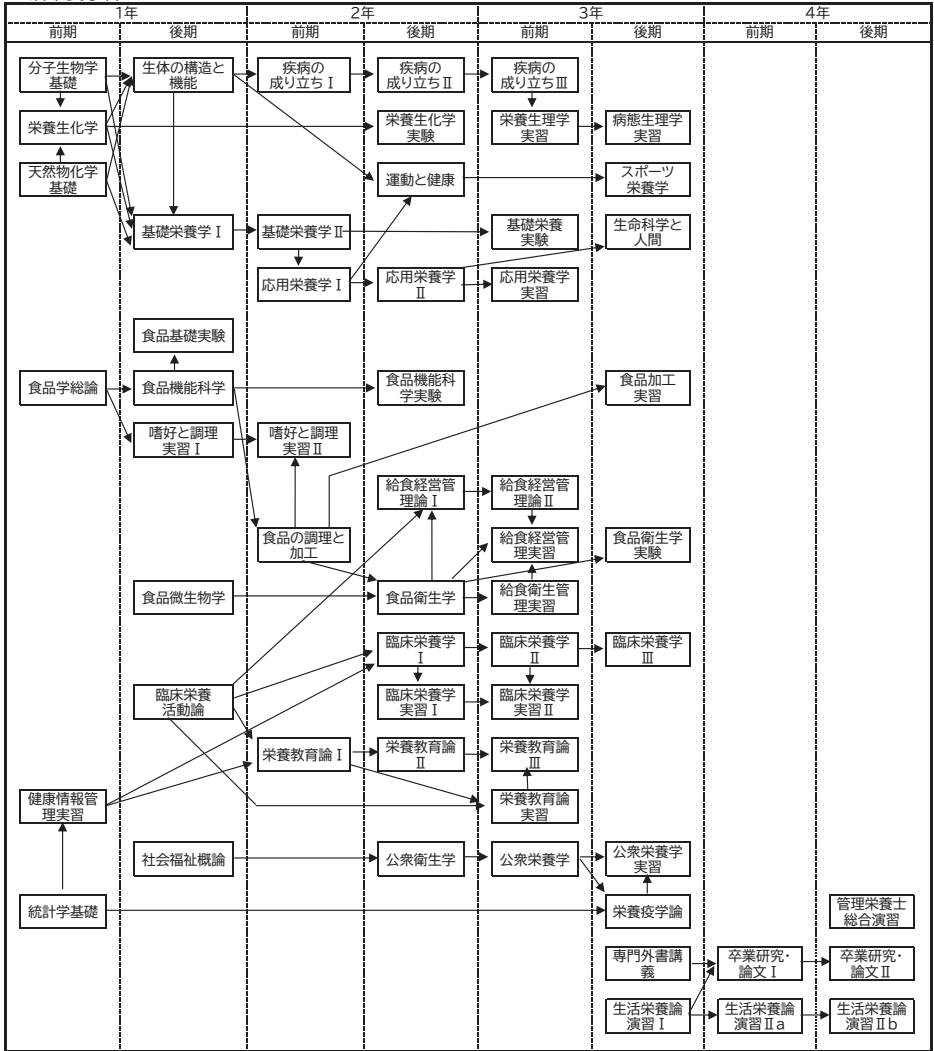 1年
2年
3年
4年
前期
後期
前期
後期
前期
後期
前期
後期
分子生物学
基礎
生体の構造と
機能
疾病の
成り立ちⅠ
疾病の
成り立ちⅡ
疾病の
成り立ちⅢ
栄養生化学
栄養生化学
実験
栄養生理学
実習
病態生理学
実習
天然物化学
基礎
運動と健康
スポーツ
栄養学
基礎栄養学Ⅰ
基礎栄養学Ⅱ
基礎栄養
実験
生命科学と
人間
応用栄養学Ⅰ
応用栄養学
Ⅱ
応用栄養学
実習
食品基礎実験
食品学総論
食品機能科学
食品機能科
学実験
食品加工
実習
嗜好と調理
実習Ⅰ
嗜好と調理
実習Ⅱ
給食経営管
理論Ⅰ
給食経営管
理論Ⅱ
食品の調理と
加工
給食経営管
理実習
食品衛生学
実験
食品微生物学
食品衛生学
給食衛生管
理実習
臨床栄養学
Ⅰ
臨床栄養学
Ⅱ
臨床栄養学
Ⅲ
臨床栄養
活動論
臨床栄養学
実習Ⅰ
臨床栄養学
実習Ⅱ
栄養教育論Ⅰ
栄養教育論
Ⅱ
栄養教育論
Ⅲ
健康情報管
理実習
栄養教育論
実習
社会福祉概論
公衆衛生学
公衆栄養学
公衆栄養学
実習
統計学基礎
栄養疫学論
管理栄養士
総合演習
専門外書講
義
卒業研究・
論文Ⅰ
卒業研究・
論文Ⅱ
生活栄養論
演習Ⅰ
生活栄養論
演習Ⅱa
生活栄養論
演習Ⅱb